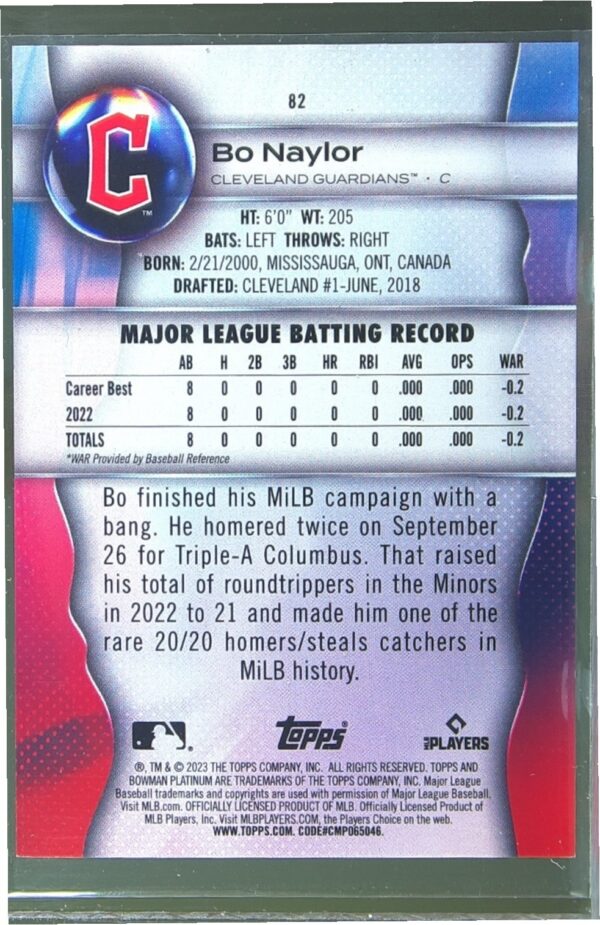 82
C
™
Bo Naylor
CLEVELAND GUARDIANS™ · C
HT: 6'0" WT: 205
BATS: LEFT THROWS: RIGHT
BORN: 2/21/2000, MISSISSAUGA, ONT, CANADA
DRAFTED: CLEVELAND #1-JUNE, 2018
MAJOR LEAGUE BATTING RECORD
AB H 2B 3B HR RBI AVG OPS WAR
Career Best 8 0 0 0 0 0 .000 .000 -0.2
2022 8 0 0 0 0 0 .000 .000 -0.2
TOTALS 8 0 0 0 0 0 .000 .000 -0.2
*WAR Provided by Baseball Reference
Bo finished his MiLB campaign with a
bang. He homered twice on September
26 for Triple-A Columbus. That raised
his total of roundtrippers in the Minors
in 2022 to 21 and made him one of the
rare 20/20 homers/steals catchers in
MiLB history.
Topps®
MLB PLAYERS
®, TM & © 2023 THE TOPPS COMPANY, INC. ALL RIGHTS RESERVED. TOPPS AND
BOWMAN PLATINUM ARE TRADEMARKS OF THE TOPPS COMPANY, INC. Major League
Baseball trademarks and copyrights are used with permission of Major League Baseball.
Visit MLB.com. OFFICIALLY LICENSED PRODUCT OF MLB. Officially Licensed Product of
MLB Players, Inc. Visit MLBPLAYERS.COM, the Players Choice on the web.
WWW.TOPPS.COM. CODE#CMP065046.